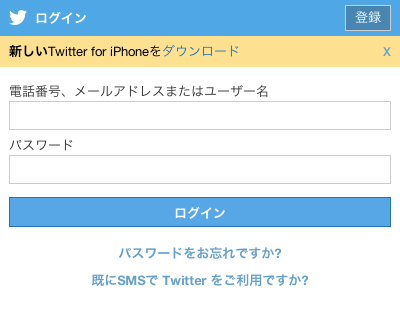 ログイン
登録
新しいTwitter for iPhoneをダウンロード
x
電話番号、メールアドレスまたはユーザー名
パスワード
ログイン
パスワードをお忘れですか?
既にSMSで Twitter をご利用ですか?